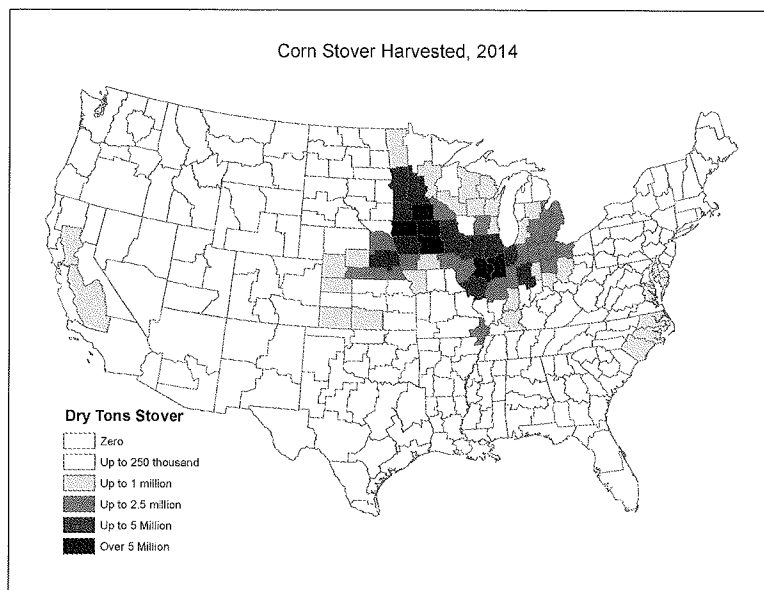 Corn Stover Harvested, 2014
Dry Tons Stover
Zero
Up to 250 thousand
Up to 1 million
Up to 2.5 million
Up to 5 Million
Over 5 Million